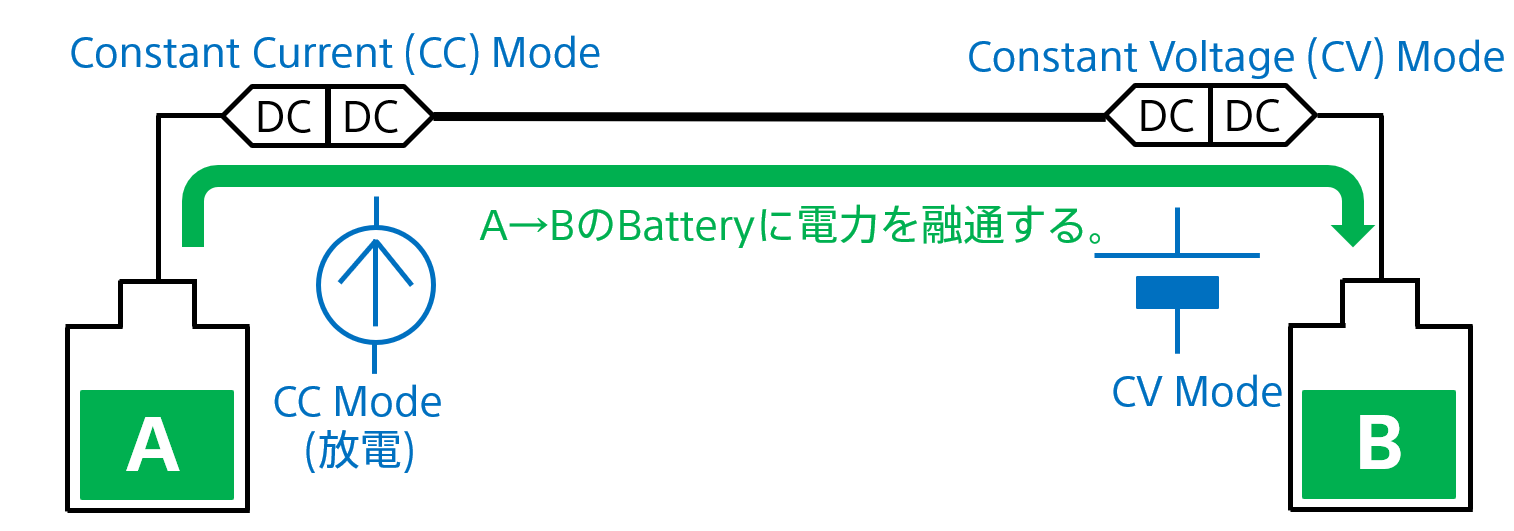 Constant Current (CC) Mode
Constant Voltage (CV) Mode
DC DC
DC DC
A→BのBatteryに電力を融通する。
CC Mode
(放電)
CV Mode
A
B